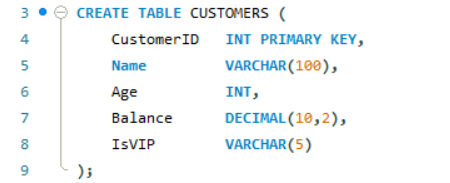 3 CREATE TABLE CUSTOMERS (
4 CustomerID INT PRIMARY KEY,
5 Name VARCHAR(100),
6 Age INT,
7 Balance DECIMAL(10,2),
8 IsVIP VARCHAR(5)
9 );